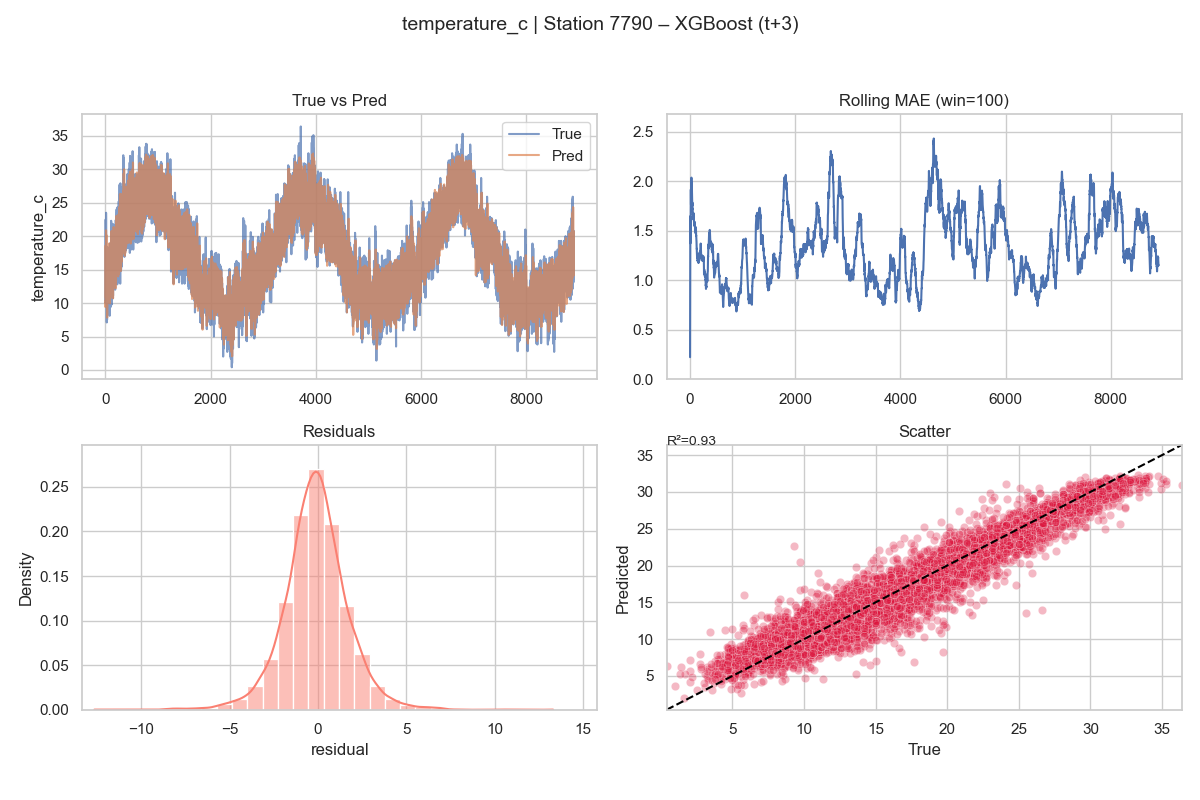 temperature_c | Station 7790 – XGBoost (t+3)
True vs Pred
temperature_c
35
30
25
20
15
10
5
0
0 2000 4000 6000 8000
True
Pred
Rolling MAE (win=100)
2.5
2.0
1.5
1.0
0.5
0.0
0 2000 4000 6000 8000
Residuals
Density
0.25
0.20
0.15
0.10
0.05
0.00
−10 −5 0 5 10 15
residual
Scatter
R²=0.93
Predicted
35
30
25
20
15
10
5
5 10 15 20 25 30 35
True